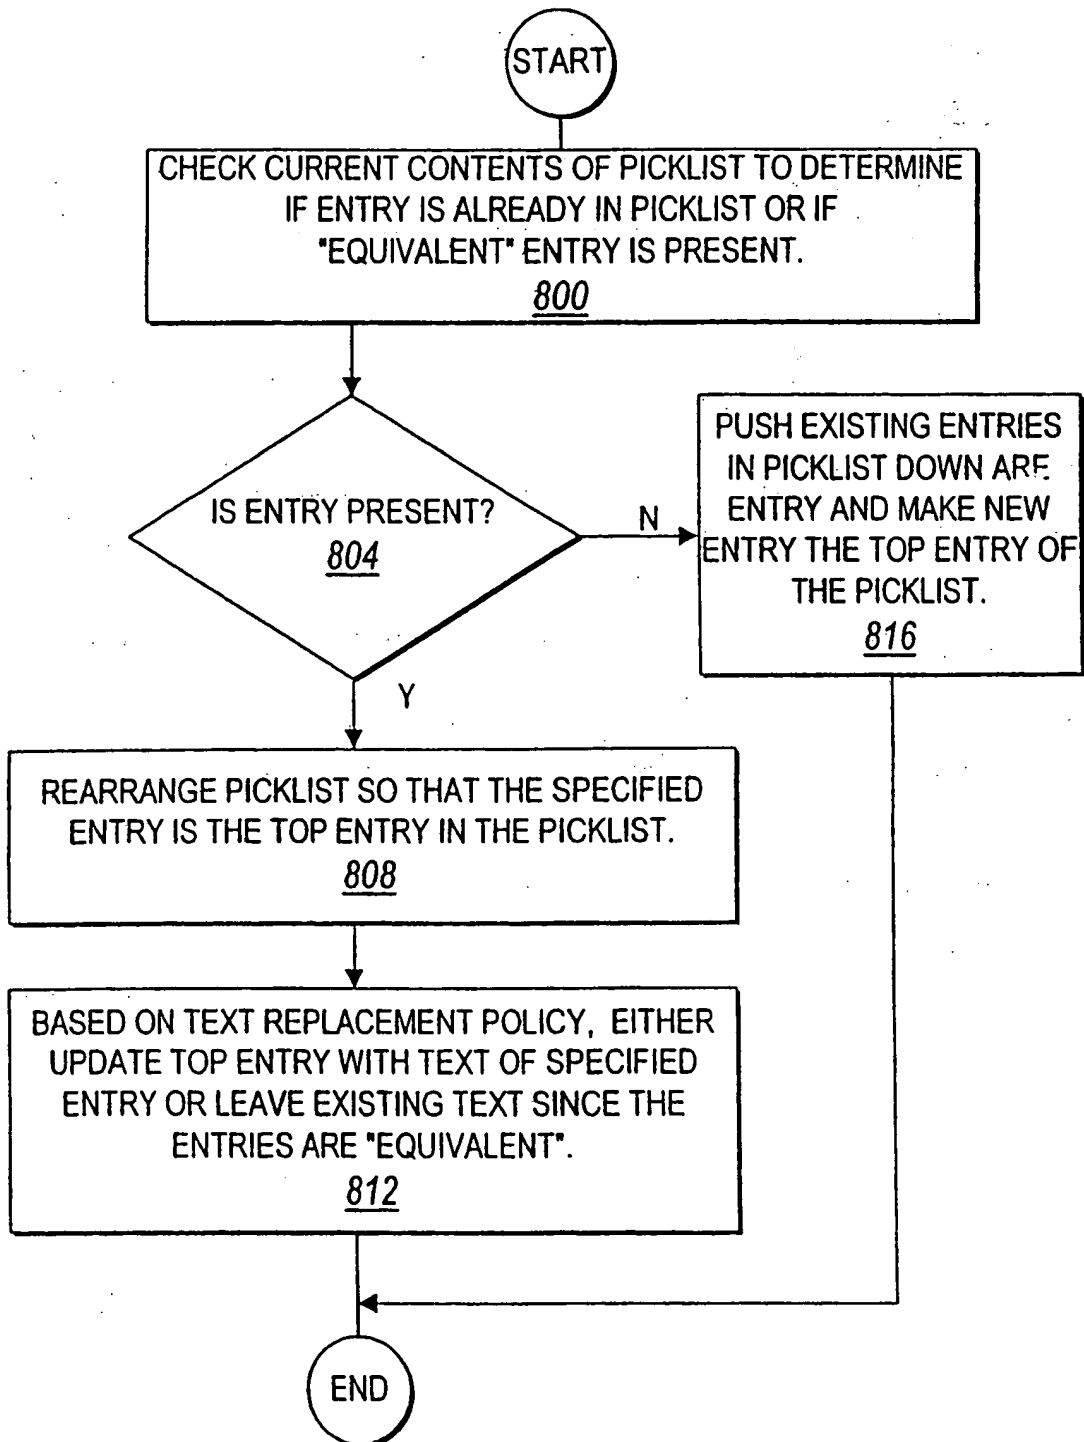 START
CHECK CURRENT CONTENTS OF PICKLIST TO DETERMINE
IF ENTRY IS ALREADY IN PICKLIST OR IF
"EQUIVALENT" ENTRY IS PRESENT.
800
IS ENTRY PRESENT?
804
N
PUSH EXISTING ENTRIES
IN PICKLIST DOWN ARE
ENTRY AND MAKE NEW
ENTRY THE TOP ENTRY OF
THE PICKLIST.
816
Y
REARRANGE PICKLIST SO THAT THE SPECIFIED
ENTRY IS THE TOP ENTRY IN THE PICKLIST.
808
BASED ON TEXT REPLACEMENT POLICY, EITHER
UPDATE TOP ENTRY WITH TEXT OF SPECIFIED
ENTRY OR LEAVE EXISTING TEXT SINCE THE
ENTRIES ARE "EQUIVALENT".
812
END